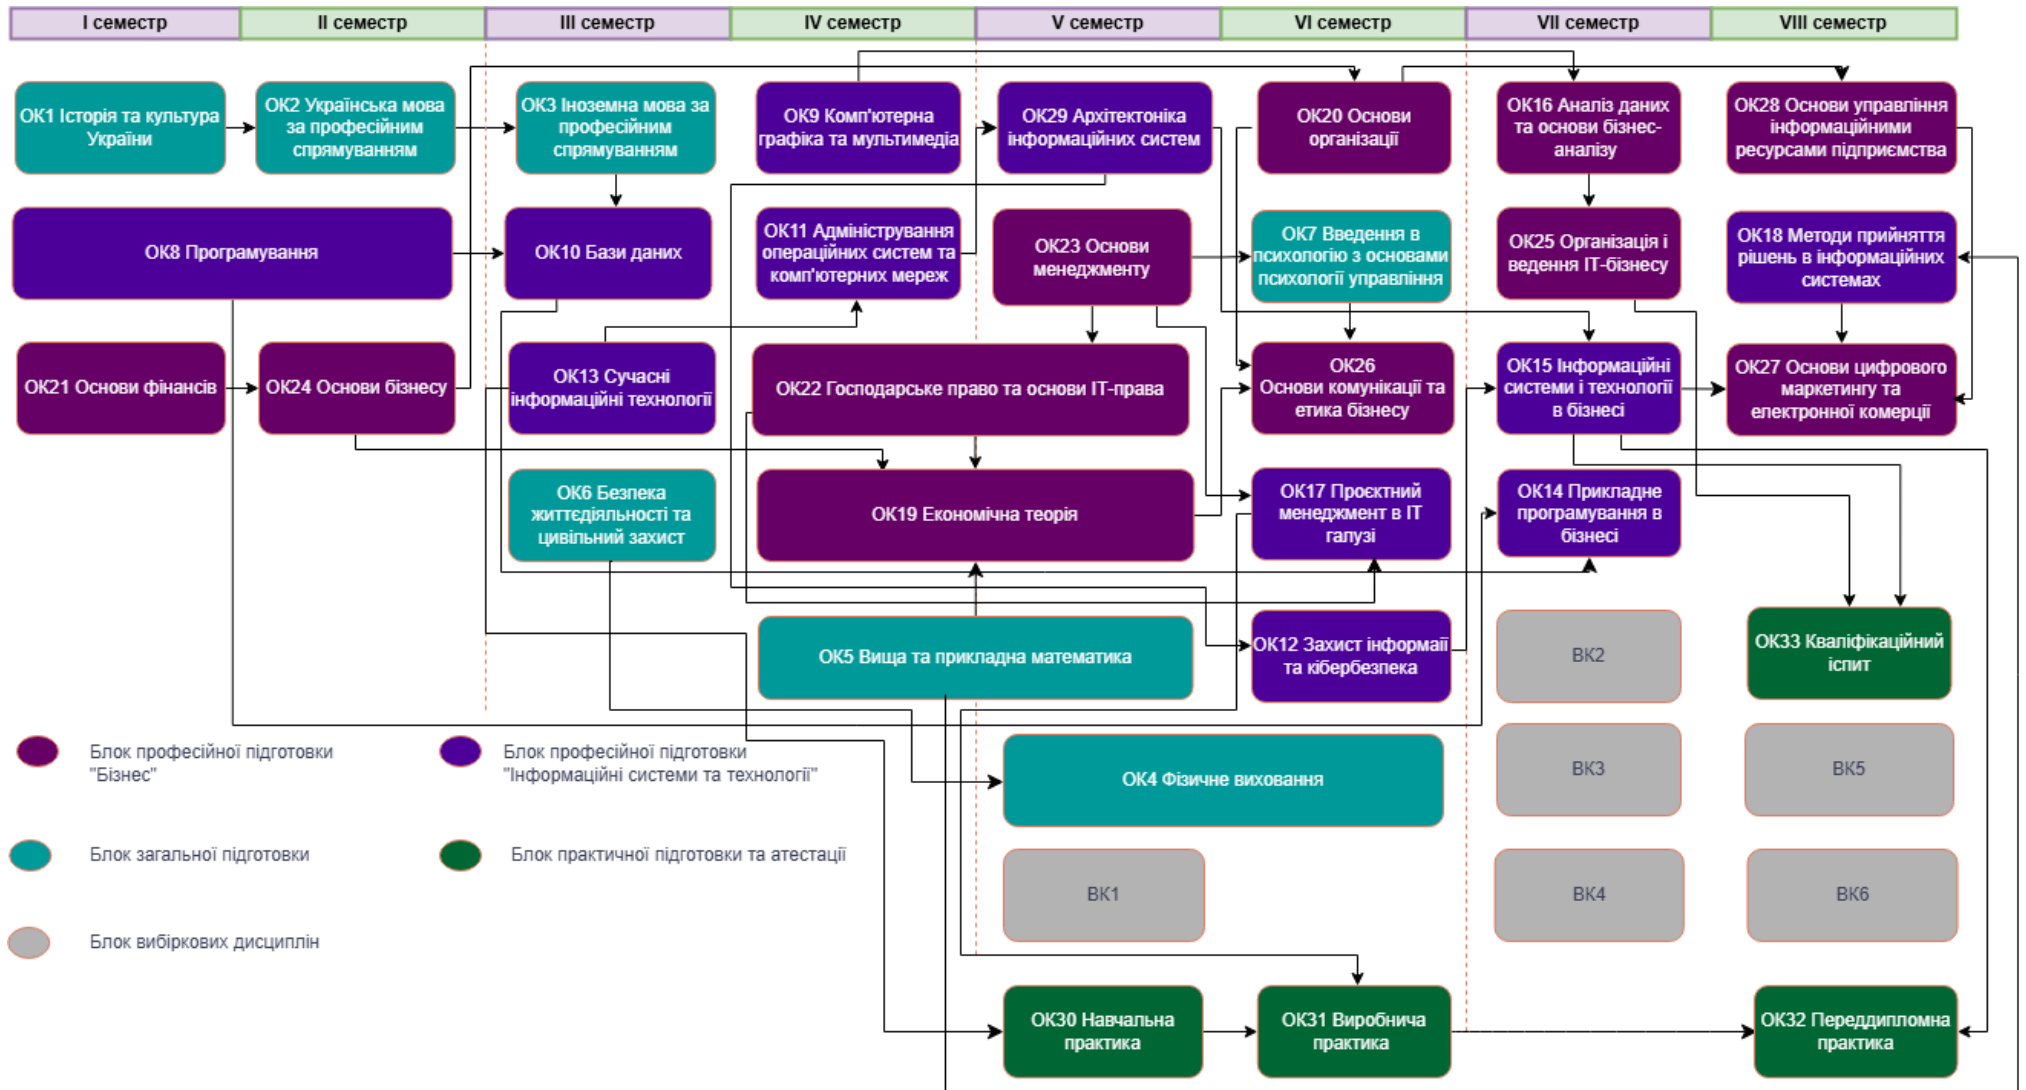 I семестр
II семестр
III семестр
IV семестр
V семестр
VI семестр
VII семестр
VIII семестр
ОК1 Історія та культура
України
ОК2 Українська мова
за професійним
спрямуванням
ОК3 Іноземна мова за
професійним
спрямуванням
ОК9 Комп'ютерна
графіка та мультимедіа
ОК29 Архітектоніка
інформаційних систем
ОК20 Основи
організації
ОК16 Аналіз даних
та основи бізнес-
аналізу
ОК28 Основи управління
інформаційними
ресурсами підприємства
ОК8 Програмування
ОК10 Бази даних
ОК11 Адміністрування
операційних систем та
комп'ютерних мереж
ОК23 Основи
менеджменту
ОК7 Введення в
психологію з основами
психології управління
ОК25 Організація і
ведення ІТ-бізнесу
ОК18 Методи прийняття
рішень в інформаційних
системах
ОК21 Основи фінансів
ОК24 Основи бізнесу
ОК13 Сучасні
інформаційні технології
ОК22 Господарське право та основи ІТ-права
ОК26
Основи комунікації та
етика бізнесу
ОК15 Інформаційні
системи і технології
в бізнесі
ОК27 Основи цифрового
маркетингу та
електронної комерції
ОК6 Безпека
життєдіяльності та
цивільний захист
ОК19 Економічна теорія
ОК17 Проєктний
менеджмент в ІТ
галузі
ОК14 Прикладне
програмування в
бізнесі
ОК5 Вища та прикладна математика
ОК12 Захист інформаії
та кібербезпека
ВК2
ОК33 Кваліфікаційний
іспит
Блок професійної підготовки
"Бізнес"
Блок професійної підготовки
"Інформаційні системи та технології"
ОК4 Фізичне виховання
ВК3
ВК5
Блок загальної підготовки
Блок практичної підготовки та атестації
ВК1
ВК4
ВК6
Блок вибіркових дисциплін
ОК30 Навчальна
практика
ОК31 Виробнича
практика
ОК32 Переддипломна
практика